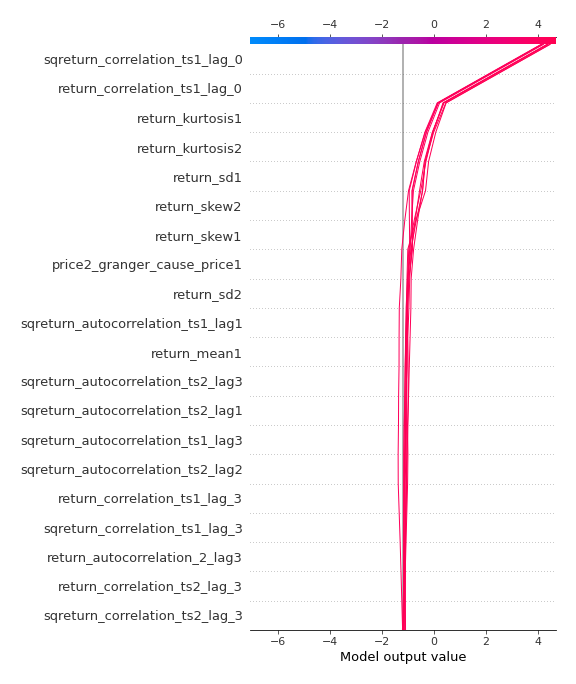 −6 −4 −2 0 2 4
sqreturn_correlation_ts1_lag_0
return_correlation_ts1_lag_0
return_kurtosis1
return_kurtosis2
return_sd1
return_skew2
return_skew1
price2_granger_cause_price1
return_sd2
sqreturn_autocorrelation_ts1_lag1
return_mean1
sqreturn_autocorrelation_ts2_lag3
sqreturn_autocorrelation_ts2_lag1
sqreturn_autocorrelation_ts1_lag3
sqreturn_autocorrelation_ts2_lag2
return_correlation_ts1_lag_3
sqreturn_correlation_ts1_lag_3
return_autocorrelation_2_lag3
return_correlation_ts2_lag_3
sqreturn_correlation_ts2_lag_3
−6 −4 −2 0 2 4
Model output value